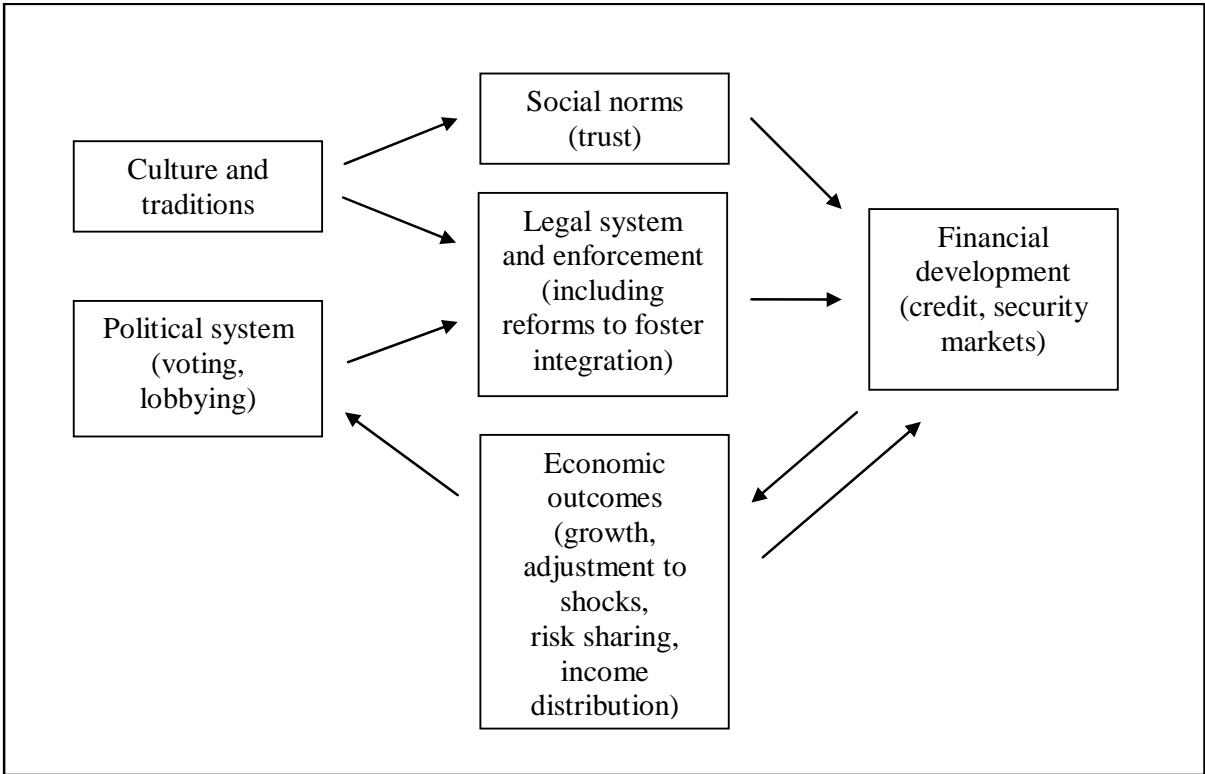 Culture and
traditions
Political system
(voting,
lobbying)
Social norms
(trust)
Legal system
and enforcement
(including
reforms to foster
integration)
Economic
outcomes
(growth,
adjustment to
shocks,
risk sharing,
income
distribution)
Financial
development
(credit, security
markets)